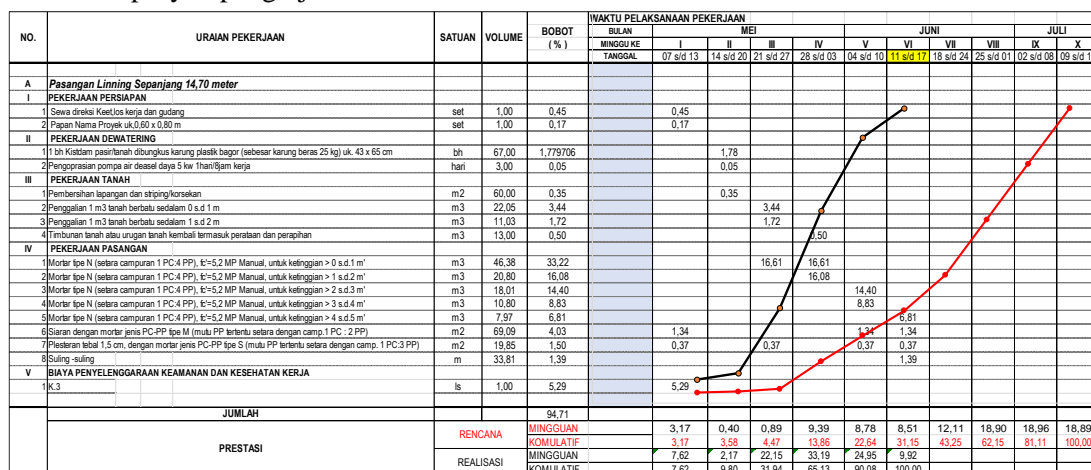 WAKTU PELAKSANAAN PEKERJAAN
NO. URAIAN PEKERJAAN SATUAN VOLUME BOBOT ( % ) BULAN MEI JUNI JULI
MINGGU KE I II III IV V VI VII VIII IX X
TANGGAL 07 s/d 13 14 s/d 20 21 s/d 27 28 s/d 03 04 s/d 10 11 s/d 17 18 s/d 24 25 s/d 01 02 s/d 08 09 s/d 1
A Pasangan Linning Sepanjang 14,70 meter
I PEKERJAAN PERSIAPAN
1 Sewa direksi Keet,los kerja dan gudang set 1,00 0,45 0,45
2 Papan Nama Proyek uk,0,60 x 0,80 m set 1,00 0,17 0,17
II PEKERJAAN DEWATERING
1 1 bh Kistdam pasir/tanah dibungkus karung plastik bagor (sebesar karung beras 25 kg) uk. 43 x 65 cm bh 67,00 1,779706 1,78
2 Pengoprasian pompa air deasel daya 5 kw 1hari/8jam kerja hari 3,00 0,05 0,05
III PEKERJAAN TANAH
1 Pembersihan lapangan dan striping/korsekan m2 60,00 0,35 0,35
2 Penggalian 1 m3 tanah berbatu sedalam 0 s.d 1 m m3 22,05 3,44 3,44
3 Penggalian 1 m3 tanah berbatu sedalam 1 s.d 2 m m3 11,03 1,72 1,72
4 Timbunan tanah atau urugan tanah kembali termasuk perataan dan perapihan m3 13,00 0,50 0,50
IV PEKERJAAN PASANGAN
1 Mortar tipe N (setara campuran 1 PC:4 PP), fc'=5,2 MP Manual, untuk ketinggian > 0 s.d.1 m' m3 46,38 33,22 16,61 16,61
2 Mortar tipe N (setara campuran 1 PC:4 PP), fc'=5,2 MP Manual, untuk ketinggian > 1 s.d.2 m' m3 20,80 16,08 16,08
3 Mortar tipe N (setara campuran 1 PC:4 PP), fc'=5,2 MP Manual, untuk ketinggian > 2 s.d.3 m' m3 18,01 14,40 14,40
4 Mortar tipe N (setara campuran 1 PC:4 PP), fc'=5,2 MP Manual, untuk ketinggian > 3 s.d.4 m' m3 10,80 8,83 8,83
5 Mortar tipe N (setara campuran 1 PC:4 PP), fc'=5,2 MP Manual, untuk ketinggian > 4 s.d.5 m' m3 7,97 6,81 6,81
6 Siaran dengan mortar jenis PC-PP tipe M (mutu PP tertentu setara dengan camp.1 PC : 2 PP) m2 69,09 4,03 1,34 1,34 1,34
7 Plesteran tebal 1,5 cm, dengan mortar jenis PC-PP tipe S (mutu PP tertentu setara dengan camp. 1 PC:3 PP) m2 19,85 1,50 0,37 0,37 0,37 0,37
8 Suling -suling m 33,81 1,39 1,39
V BIAYA PENYELENGGARAAN KEAMANAN DAN KESEHATAN KERJA
1 K.3 ls 1,00 5,29 5,29
JUMLAH 94,71
PRESTASI RENCANA MINGGUAN 3,17 0,40 0,89 9,39 8,78 8,51 12,11 18,90 18,96 18,89
KOMULATIF 3,17 3,58 4,47 13,86 22,64 31,15 43,25 62,15 81,11 100,00
REALISASI MINGGUAN 7,62 2,17 22,15 33,19 24,95 9,92
KOMULATIF 7,62 9,80 31,94 65,13 90,08 100,00